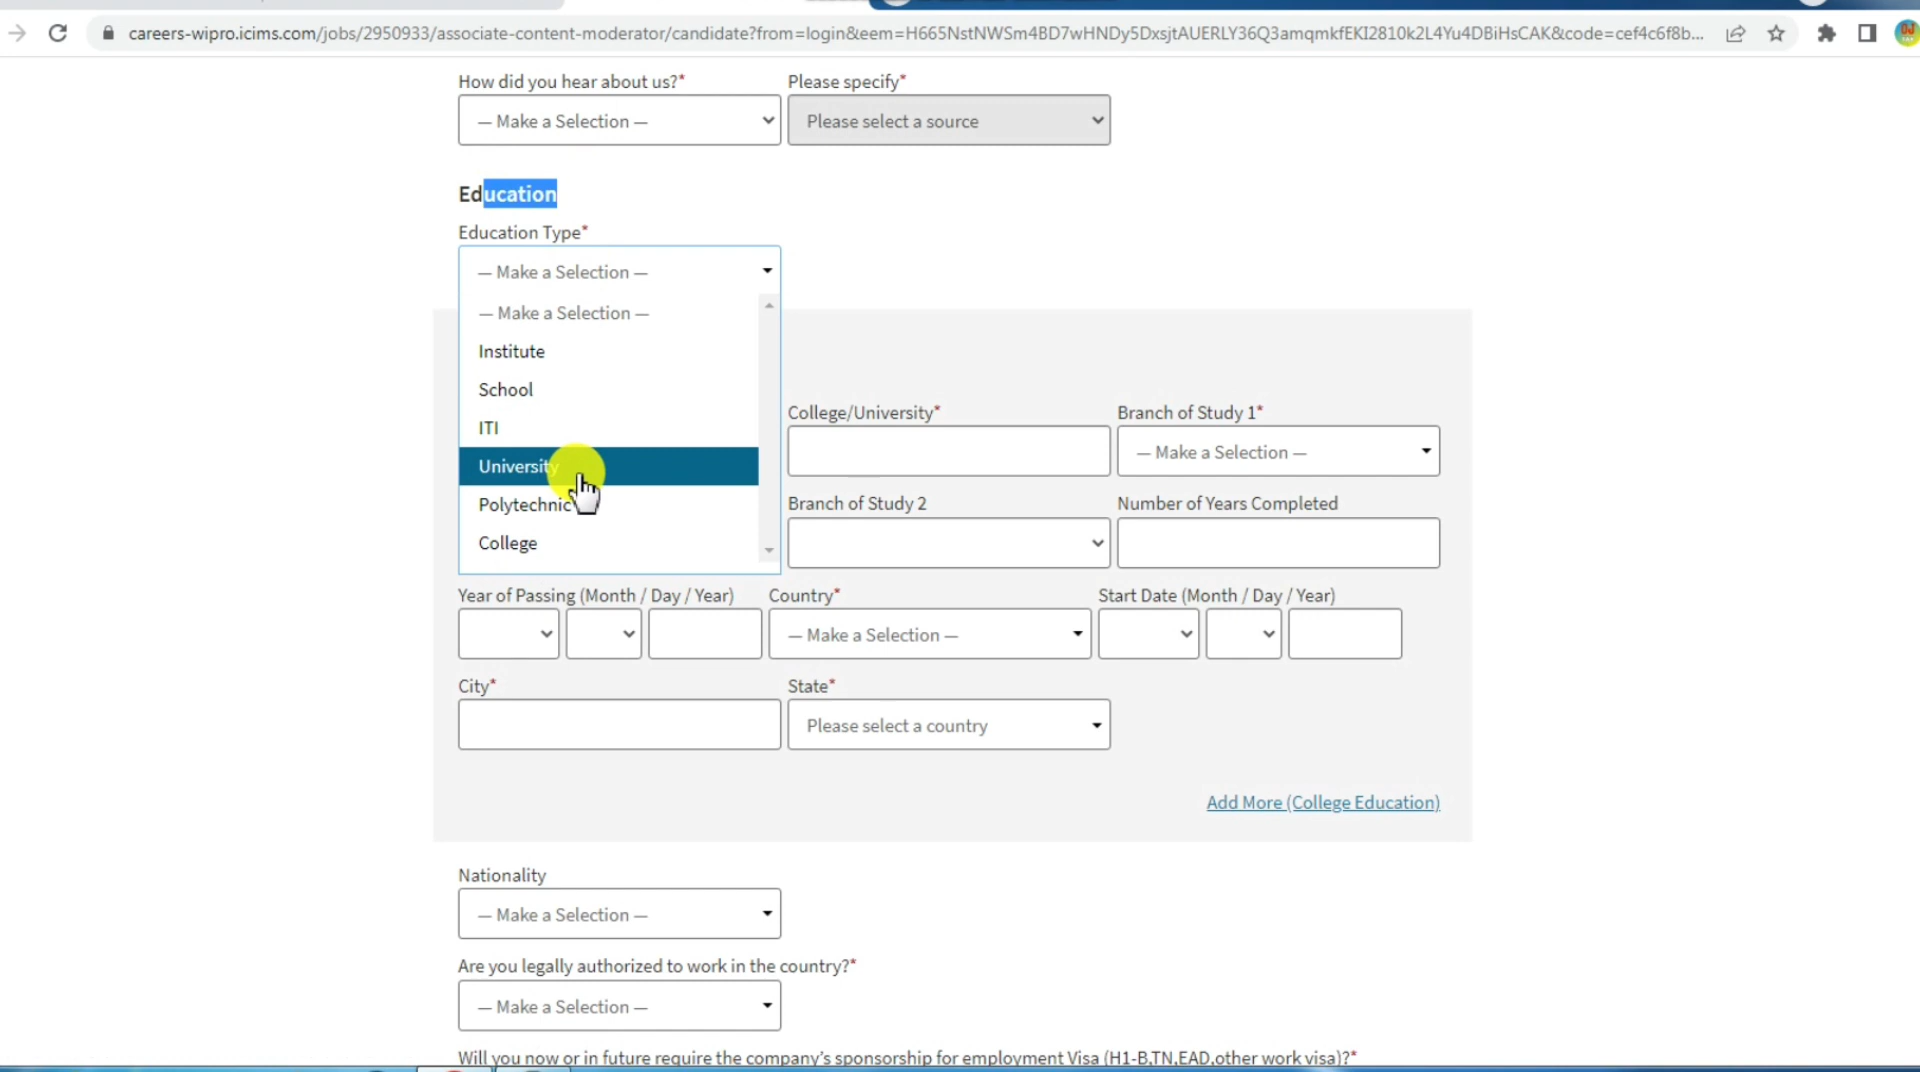 careers-wipro.icims.com/jobs/2950933/associate-content-moderator/candidate?from=login&eem=H665NstNWSm4BD7wHNDy5DxsjtAUERLY36Q3amqmkfEKI2810k2L4Yu4DBiHsCAK&code=cef4c6f8b...
How did you hear about us?* Please specify*
— Make a Selection — Please select a source
Education
Education Type*
— Make a Selection —
— Make a Selection —
Institute
School
ITI
University
Polytechnic
College
College/University* Branch of Study 1*
— Make a Selection —
Branch of Study 2 Number of Years Completed
Year of Passing (Month / Day / Year) Country* Start Date (Month / Day / Year)
— Make a Selection —
City* State*
Please select a country
Add More (College Education)
Nationality
— Make a Selection —
Are you legally authorized to work in the country?*
— Make a Selection —
Will you now or in future require the company's sponsorship for employment Visa (H1-B,TN,EAD,other work visa)?*